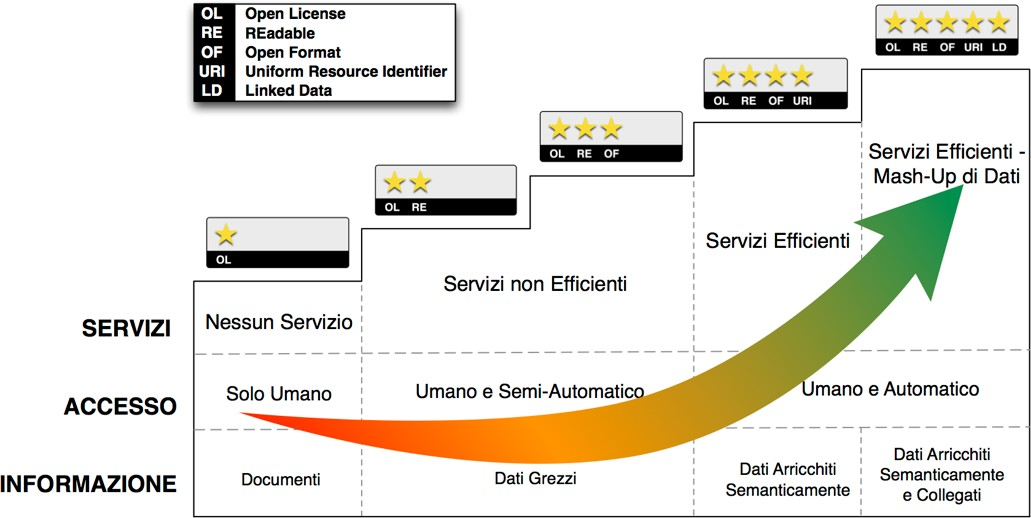 OL Open License
RE REadable
OF Open Format
URI Uniform Resource Identifier
LD Linked Data
OL RE OF URI LD
OL RE OF URI
OL RE OF
OL RE
OL
Servizi Efficienti -
Mash-Up di Dati
Servizi Efficienti
Servizi non Efficienti
Nessun Servizio
SERVIZI
ACCESSO
Solo Umano
Umano e Semi-Automatico
Umano e Automatico
INFORMAZIONE
Documenti
Dati Grezzi
Dati Arricchiti
Semanticamente
Dati Arricchiti
Semanticamente
e Collegati